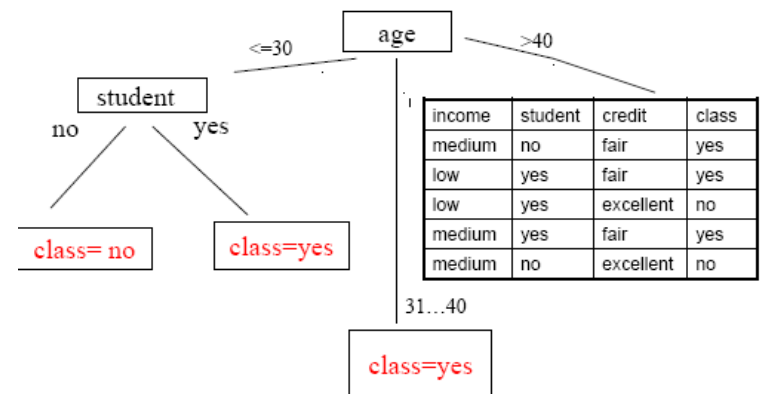 age
<=30
>40
student
no
yes
income student credit class
medium no fair yes
low yes fair yes
low yes excellent no
medium yes fair yes
medium no excellent no
class= no
class=yes
31…40
class=yes